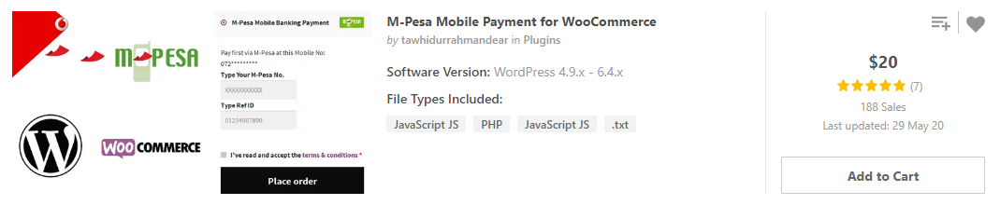 M-PESA
WOO COMMERCE
M-Pesa Mobile Banking Payment
Pay first via M-Pesa at this Mobile No:
072*********
Type Your M-Pesa No.
XXXXXXXXXXX
Type Ref ID
01234567890
I've read and accept the terms & conditions *
Place order
M-Pesa Mobile Payment for WooCommerce
by tawhidurrahmandear in Plugins
Software Version: WordPress 4.9.x - 6.4.x
File Types Included:
JavaScript JS PHP JavaScript JS .txt
$20
(7)
188 Sales
Last updated: 29 May 20
Add to Cart